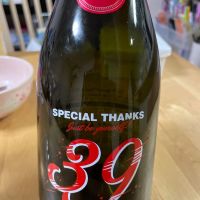 SPECIAL THANKS
Just be yourself.
39